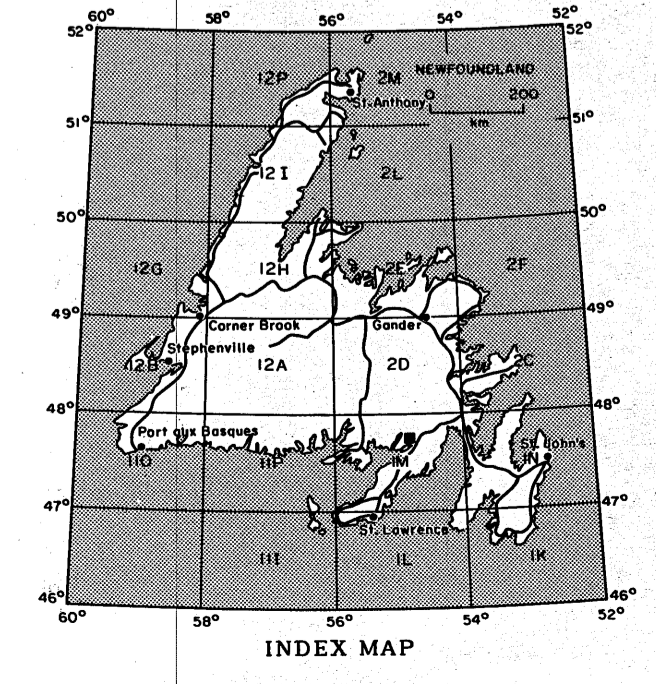 60° 58° 56° 54° 52°
52° 52°
12P 2M NEWFOUNDLAND
0 200
km
St. Anthony
51° 51°
12I 2L
50° 50°
12G 12H 2E 2F
49° 49°
Corner Brook Gander
Stephenville
12B 12A 2D 2C
48° 48°
Port aux Basques St. John's
11O 11P 1M 1N
47° 47°
St. Lawrence
11I 1L 1K
46° 46°
60° 58° 56° 54° 52°
INDEX MAP